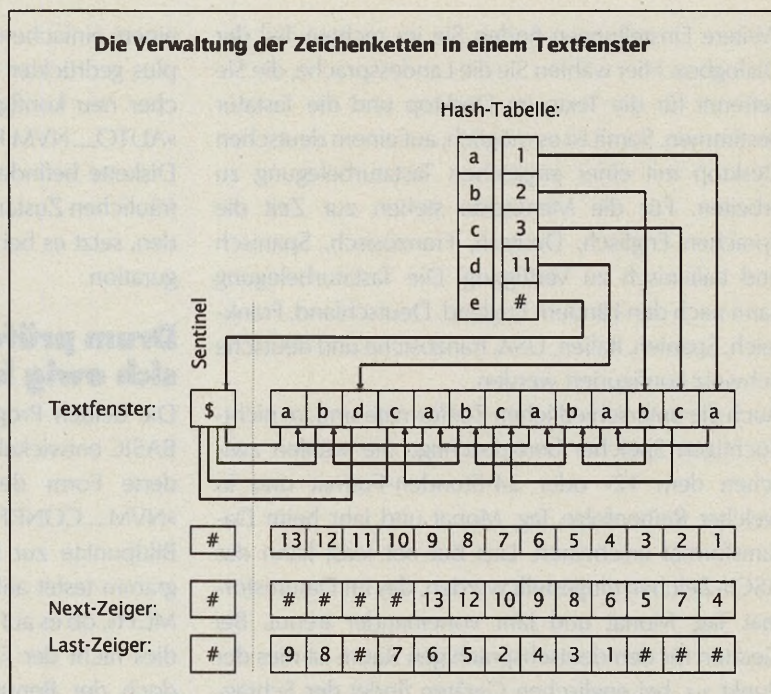 Die Verwaltung der Zeichenketten in einem Textfenster
Hash-Tabelle:
a 1
b 2
c 3
d 11
e #
Sentinel
Textfenster: $ a b d c a b c a b a b c a
# 13 12 11 10 9 8 7 6 5 4 3 2 1
Next-Zeiger: # # # # # 13 12 10 9 8 6 5 7 4
Last-Zeiger: # 9 8 # 7 6 5 2 4 3 1 # # #